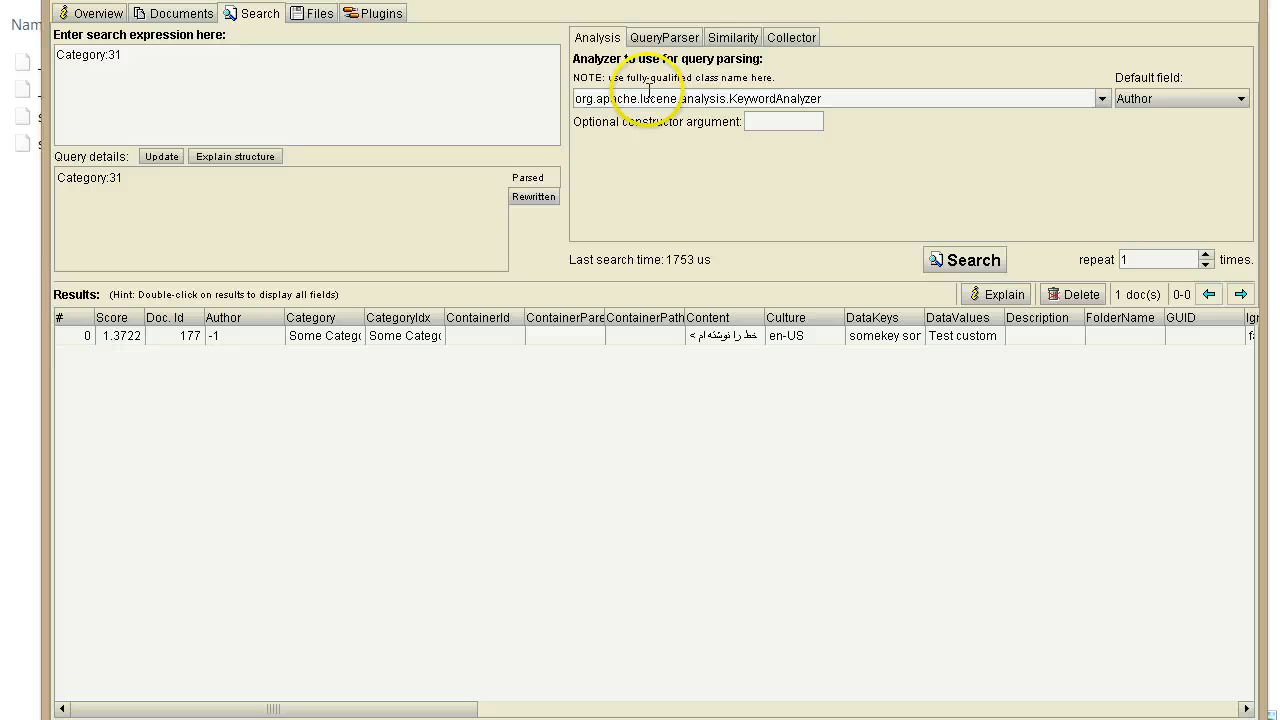 Nam
Overview Documents Search Files Plugins
Enter search expression here:
Category:31
Analysis QueryParser Similarity Collector
Analyzer to use for query parsing:
NOTE: use fully-qualified class name here.
Default field:
org.apache.lucene.analysis.KeywordAnalyzer
Author
Optional constructor argument:
Query details: Update Explain structure
Category:31
Parsed
Rewritten
Last search time: 1753 us
Search
repeat 1 times.
Results: (Hint: Double-click on results to display all fields)
Explain Delete 1 doc(s) 0-0
# Score Doc. Id Author Category CategoryIdx ContainerId ContainerPare ContainerPath Content Culture DataKeys DataValues Description FolderName GUID Ign
0 1.3722 177 -1 Some Categ Some Categ خط را نوشته ام > en-US somekey sor Test custom fa